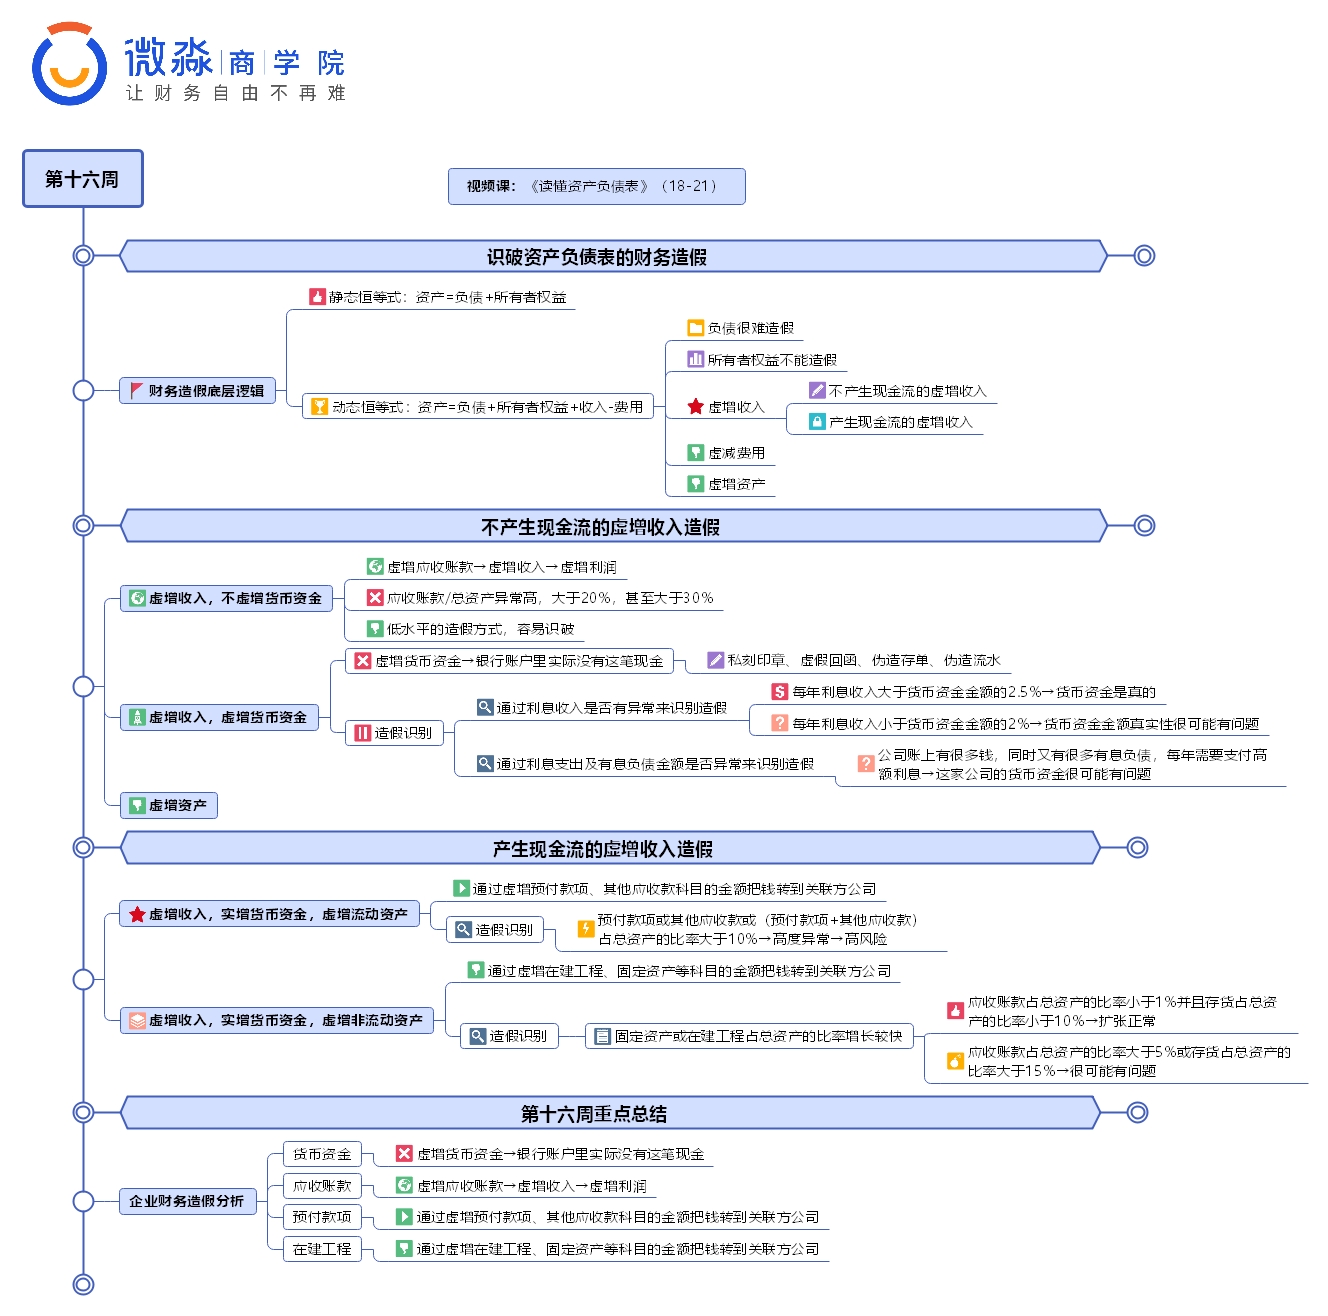 微淼 商学院
让财务自由不再难
第十六周
视频课：《读懂资产负债表》（18-21）
识破资产负债表的财务造假
静态恒等式：资产=负债+所有者权益
负债很难造假
所有者权益不能造假
财务造假底层逻辑
动态恒等式：资产=负债+所有者权益+收入-费用
虚增收入
不产生现金流的虚增收入
产生现金流的虚增收入
虚减费用
虚增资产
不产生现金流的虚增收入造假
虚增应收账款→虚增收入→虚增利润
虚增收入，不虚增货币资金
应收账款/总资产异常高，大于20%，甚至大于30%
低水平的造假方式，容易识破
虚增货币资金→银行账户里实际没有这笔现金
私刻印章、虚假回函、伪造存单、伪造流水
虚增收入，虚增货币资金
造假识别
通过利息收入是否有异常来识别造假
每年利息收入大于货币资金金额的2.5%→货币资金是真的
每年利息收入小于货币资金金额的2%→货币资金金额真实性很可能有问题
通过利息支出及有息负债金额是否异常来识别造假
公司账上有很多钱，同时又有很多有息负债，每年需要支付高
额利息→这家公司的货币资金很可能有问题
虚增资产
产生现金流的虚增收入造假
通过虚增预付款项、其他应收款科目的金额把钱转到关联方公司
虚增收入，实增货币资金，虚增流动资产
造假识别
预付款项或其他应收款或（预付款项+其他应收款）
占总资产的比率大于10%→高度异常→高风险
通过虚增在建工程、固定资产等科目的金额把钱转到关联方公司
虚增收入，实增货币资金，虚增非流动资产
造假识别
固定资产或在建工程占总资产的比率增长较快
应收账款占总资产的比率小于1%并且存货占总资
产的比率小于10%→扩张正常
应收账款占总资产的比率大于5%或存货占总资产的
比率大于15%→很可能有问题
第十六周重点总结
企业财务造假分析
货币资金
虚增货币资金→银行账户里实际没有这笔现金
应收账款
虚增应收账款→虚增收入→虚增利润
预付款项
通过虚增预付款项、其他应收款科目的金额把钱转到关联方公司
在建工程
通过虚增在建工程、固定资产等科目的金额把钱转到关联方公司